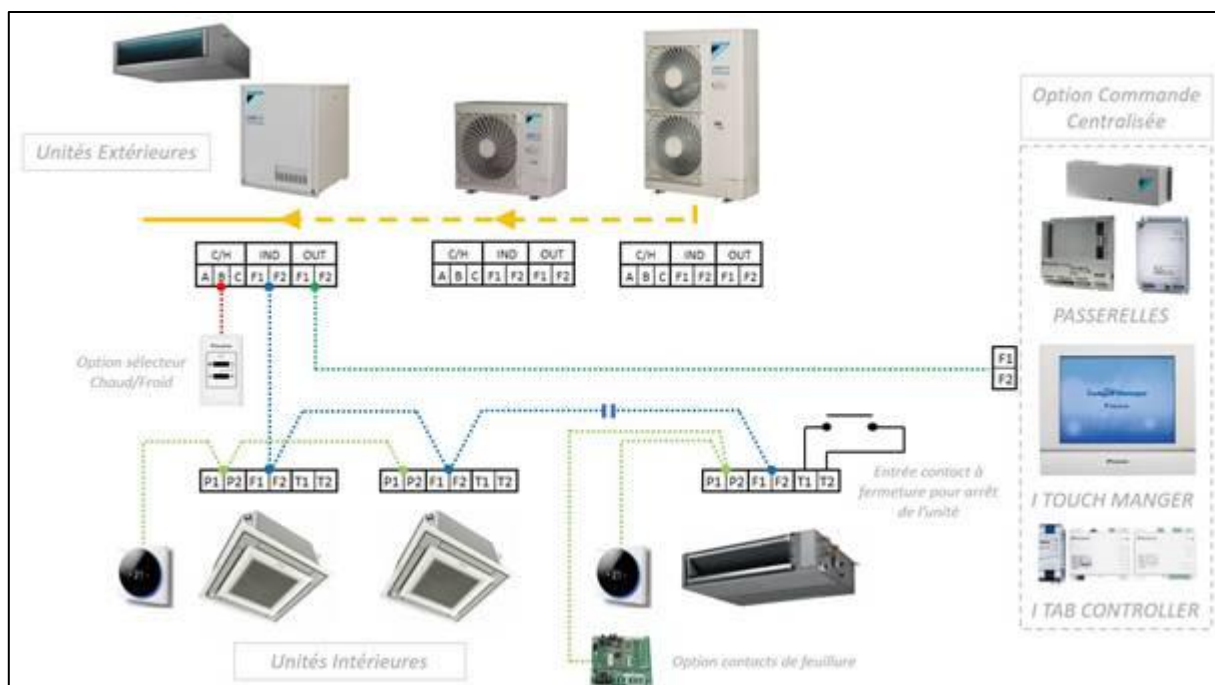 Option Commande
Centralisée
Unités Extérieures
C/H IND OUT
A B C F1 F2 F1 F2
C/H IND OUT
A B C F1 F2 F1 F2
C/H IND OUT
A B C F1 F2 F1 F2
PASSERELLES
Option sélecteur
Chaud/Froid
F1
F2
P1 P2 F1 F2 T1 T2
P1 P2 F1 F2 T1 T2
P1 P2 F1 F2 T1 T2
Entrée contact à
fermeture pour arrêt
de l'unité
I TOUCH MANGER
I TAB CONTROLLER
Unités Intérieures
Option contacts de feuillure